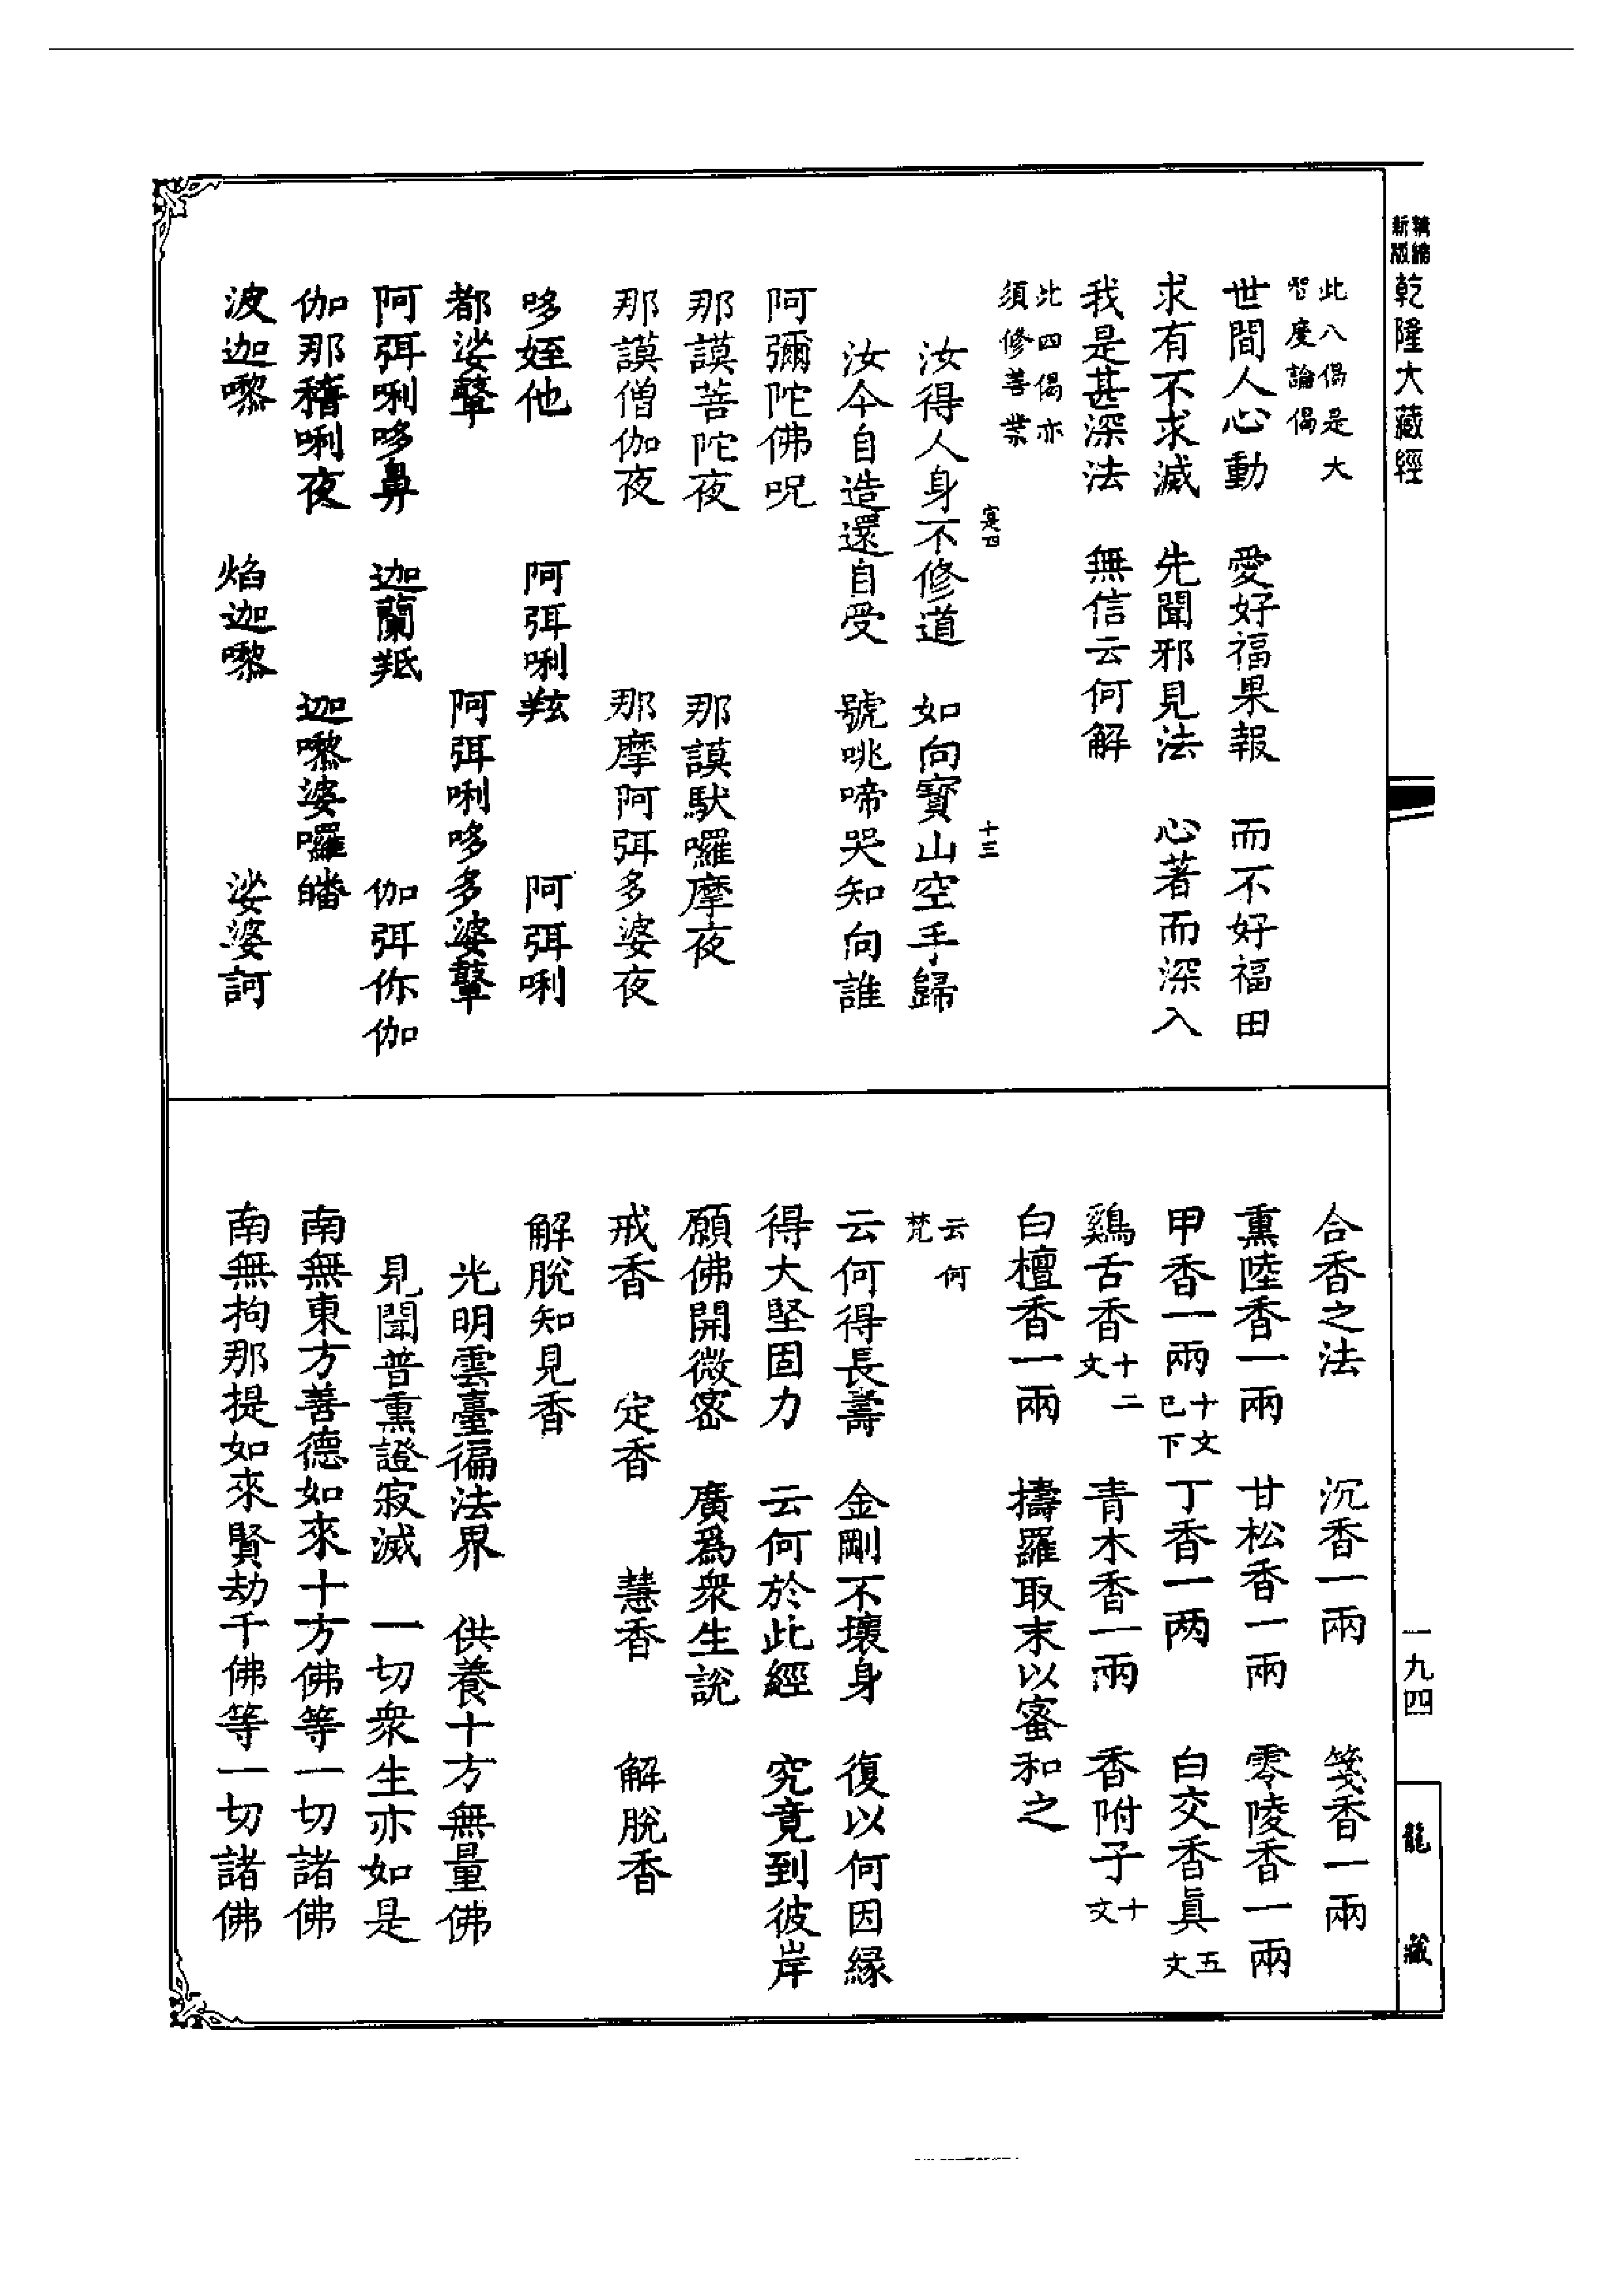 精縮新版 乾隆大藏經
此八偈是大
智度論偈
世間人心動 愛好福果報 而不好福田
求有不求滅 先聞邪見法 心著而深入
我是甚深法 無信云何解
此四偈亦
須修善業
寔四 十三
汝得人身不修道 如向寶山空手歸
汝今自造還自受 號咷啼哭知向誰
阿彌陀佛呪
那謨菩陀夜 那謨馱囉摩夜
那謨僧伽夜 那摩阿弭多婆夜
哆姪他 阿弭唎羝 阿弭唎
都娑鼙 阿弭唎哆多婆鼙
阿弭唎哆鼻 迦蘭羝 伽弭你伽
伽那稽唎夜 迦嚟婆囉皤
波迦嚟 焰迦嚟 娑婆訶
合香之法 沉香一兩 箋香一兩
熏陸香一兩 甘松香一兩 零陵香一兩
甲香一兩 十文已下 丁香一两 白交香眞 五文
鷄舌香 十二文 青木香一兩 香附子 十文
白檀香一兩 擣羅取末以蜜和之
云何
梵
云何得長壽 金剛不壞身 復以何因緣
得大堅固力 云何於此經 究竟到彼岸
願佛開微密 廣爲衆生說
戒香 定香 慧香 解脫香
解脫知見香
光明雲臺徧法界 供養十方無量佛
見聞普熏證寂滅 一切衆生亦如是
南無東方善德如來十方佛等一切諸佛
南無拘那提如來賢劫千佛等一切諸佛
一九四
龍藏